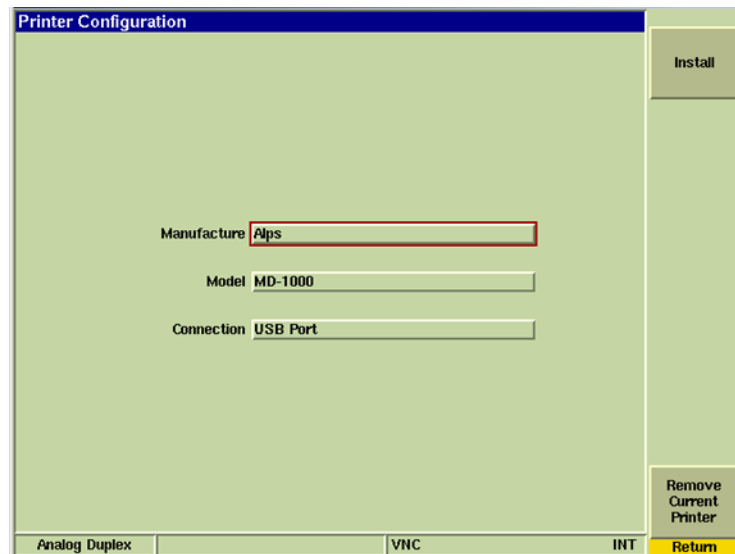 Printer Configuration
Install
Manufacture Alps
Model MD-1000
Connection USB Port
Remove
Current
Printer
Analog Duplex VNC INT Return